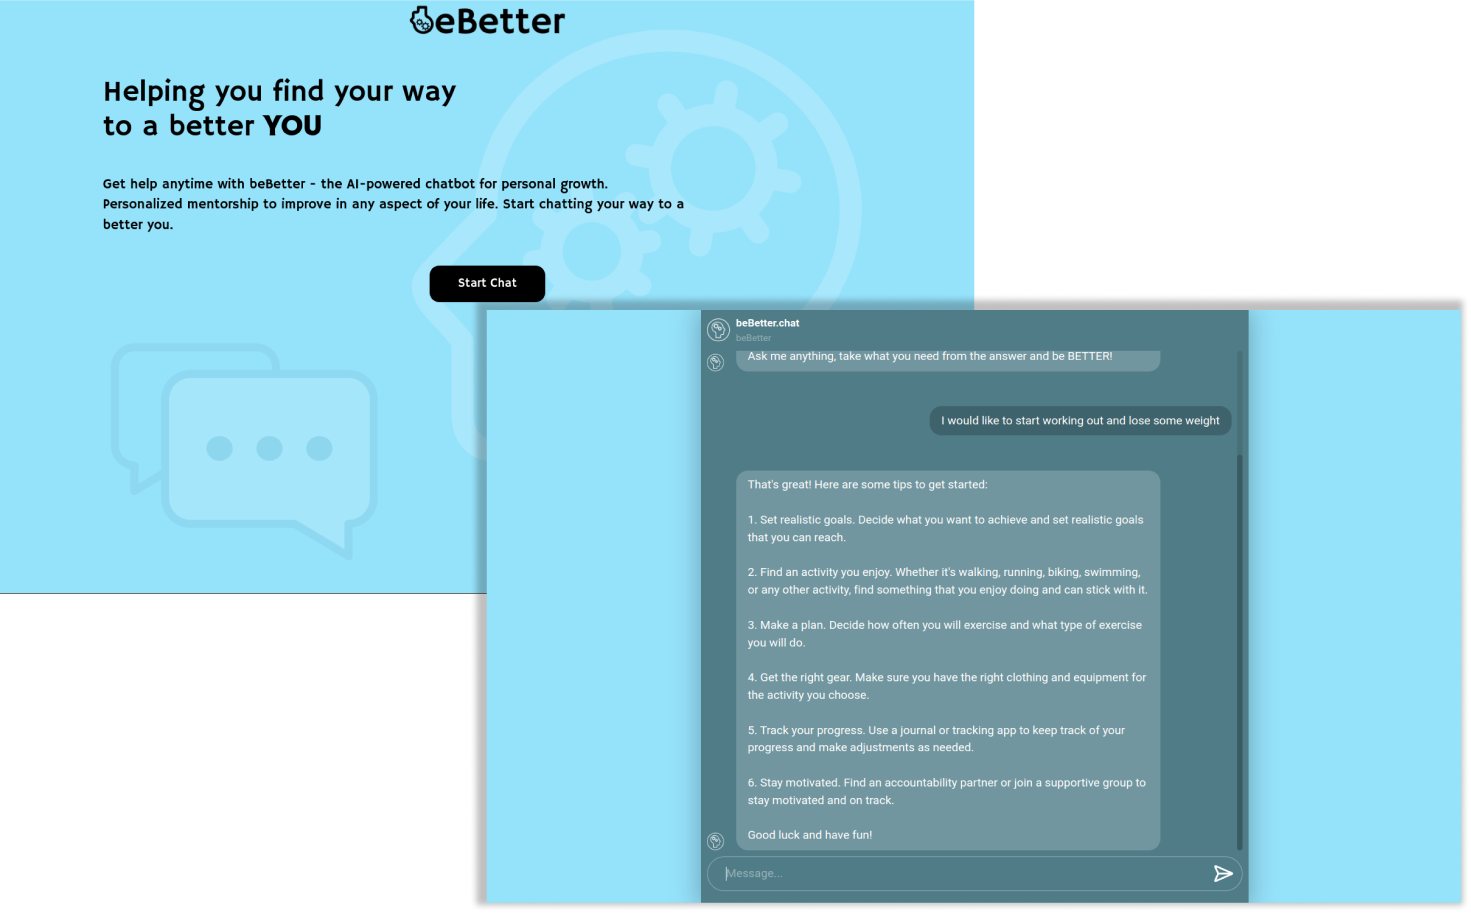 beBetter
Helping you find your way
to a better YOU
Get help anytime with beBetter - the AI-powered chatbot for personal growth.
Personalized mentorship to improve in any aspect of your life. Start chatting your way to a
better you.
Start Chat
beBetter.chat
beBetter
Ask me anything, take what you need from the answer and be BETTER!
I would like to start working out and lose some weight
That's great! Here are some tips to get started:
1. Set realistic goals. Decide what you want to achieve and set realistic goals
that you can reach.
2. Find an activity you enjoy. Whether it's walking, running, biking, swimming,
or any other activity, find something that you enjoy doing and can stick with it.
3. Make a plan. Decide how often you will exercise and what type of exercise
you will do.
4. Get the right gear. Make sure you have the right clothing and equipment for
the activity you choose.
5. Track your progress. Use a journal or tracking app to keep track of your
progress and make adjustments as needed.
6. Stay motivated. Find an accountability partner or join a supportive group to
stay motivated and on track.
Good luck and have fun!
Message...